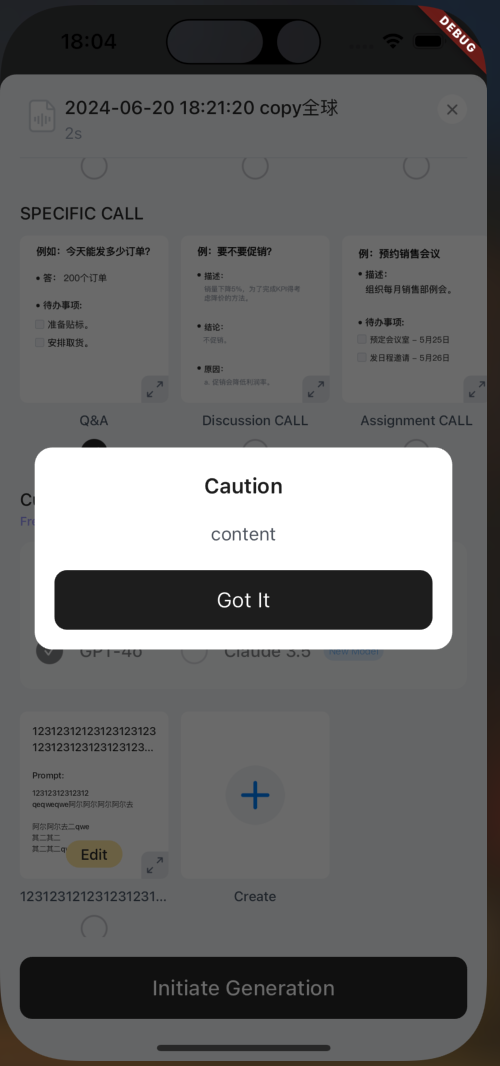 18:04
DEBUG
2024-06-20 18:21:20 copy全球
2s
SPECIFIC CALL
例如：今天能发多少订单?
• 答： 200个订单
• 待办事项:
准备贴标。
安排取货。
例：要不要促销?
• 描述:
销量下降5%，为了完成KPI得考
虑降价的方法。
• 结论:
不促销。
• 原因:
a. 促销会降低利润率。
例：预约销售会议
• 描述:
组织每月销售部例会。
• 待办事项:
预定会议室 – 5月25日
发日程邀请 – 5月26日
Q&A
Discussion CALL
Assignment CALL
Caution
content
Got It
GPT-4o
Claude 3.5
New Model
12312312123123123123
123123123123123123...
Prompt:
12312312312312
qeqweqwe阿尔阿尔阿尔阿尔去
阿尔阿尔去二qwe
其二其二
其二其二q
Edit
123123121231231231...
Create
Initiate Generation